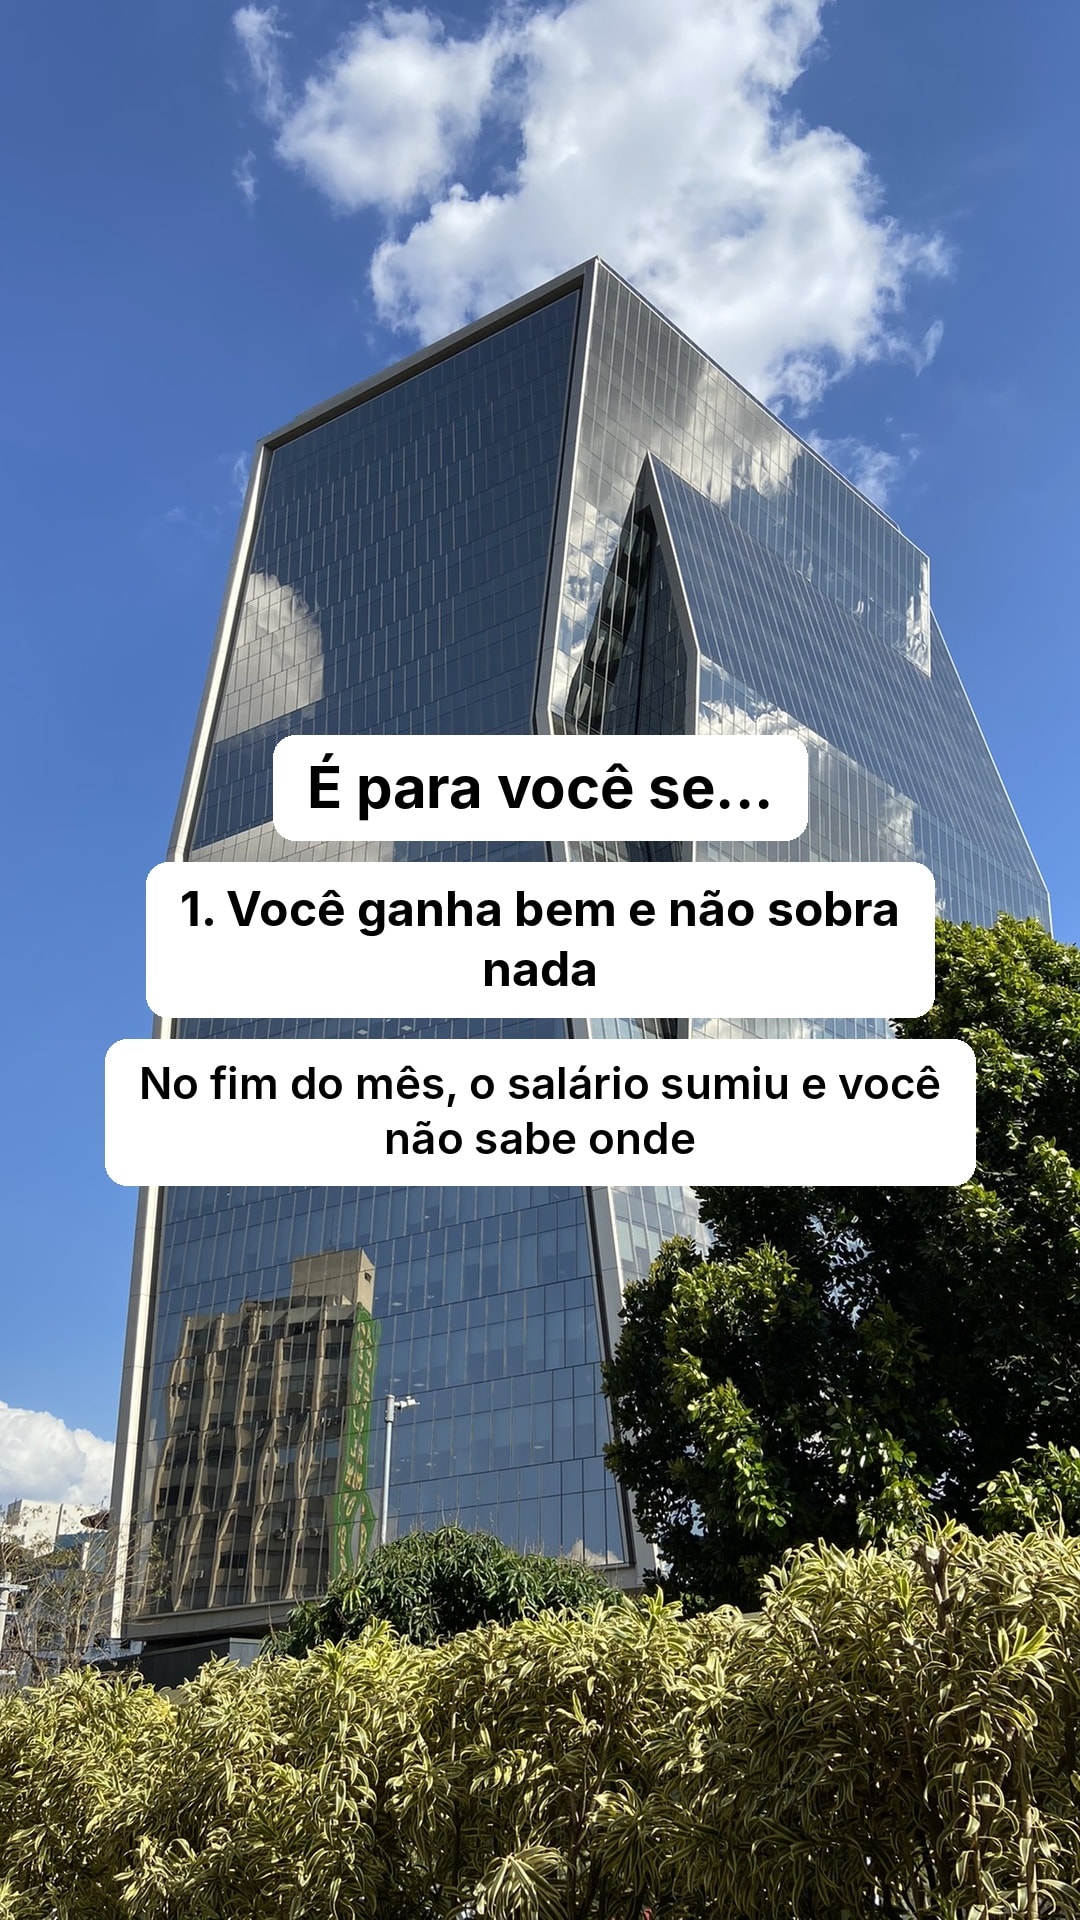 É para você se...
1. Você ganha bem e não sobra
nada
No fim do mês, o salário sumiu e você
não sabe onde